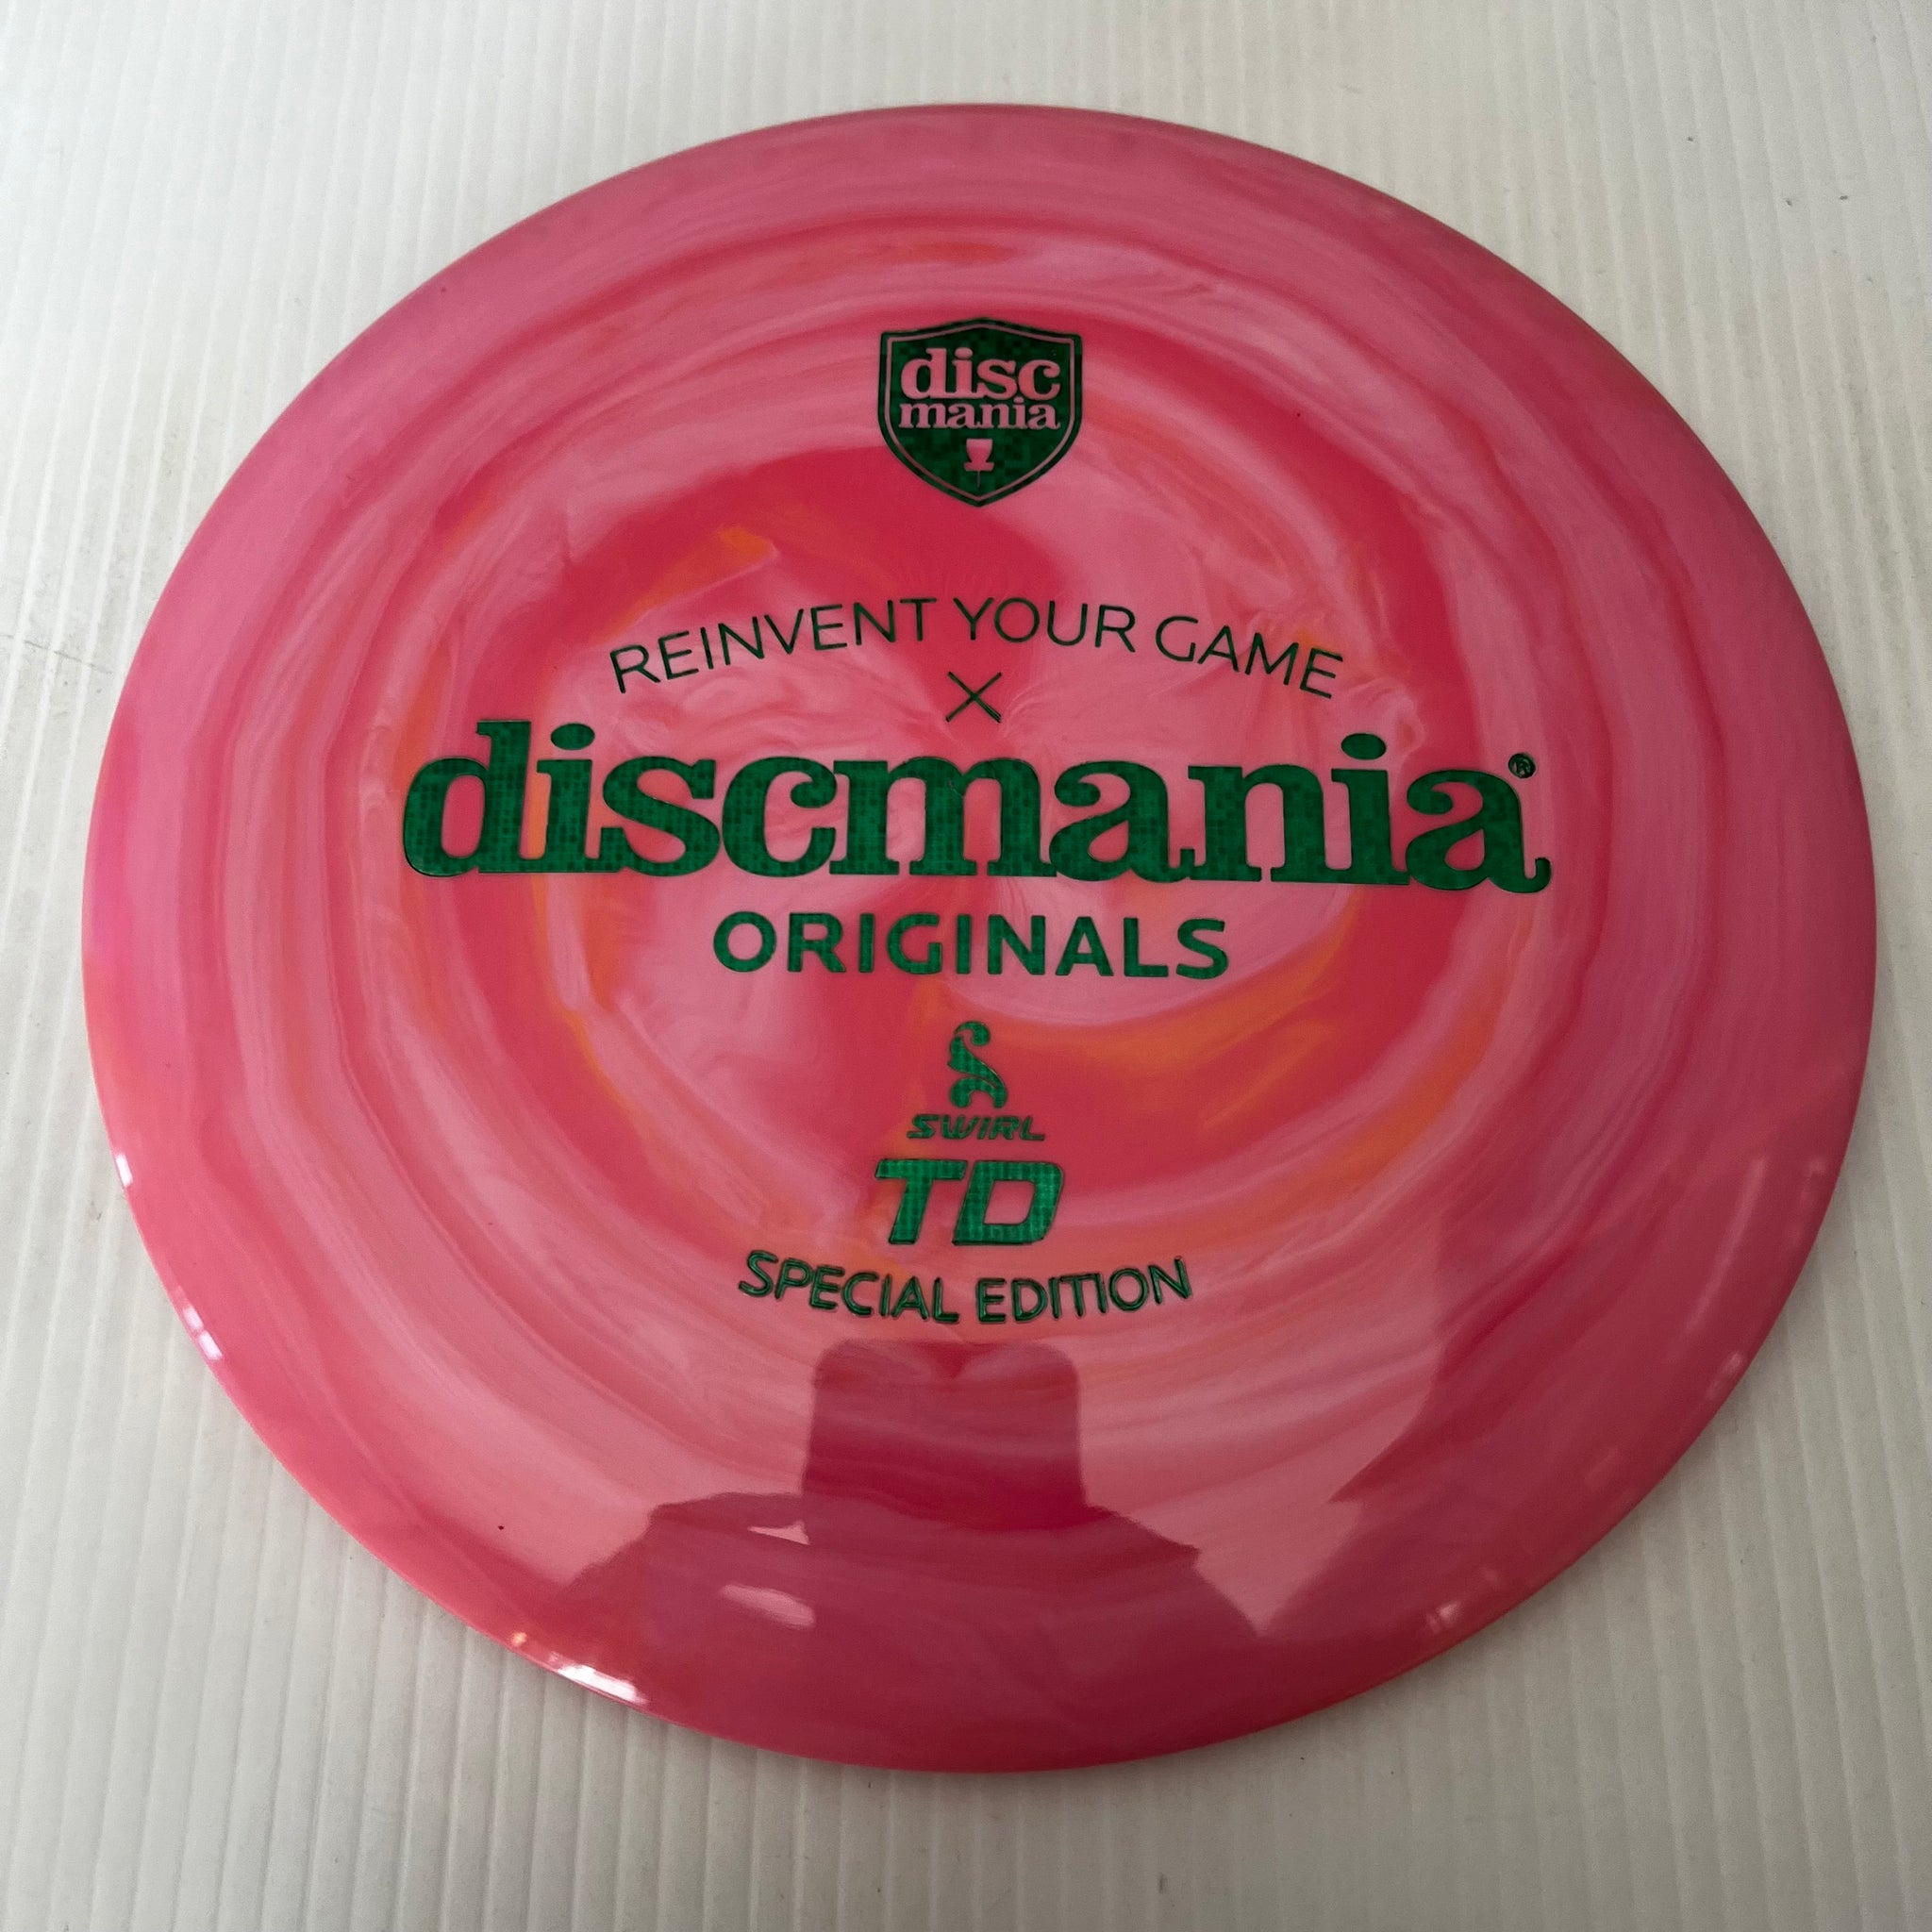 disc
mania
REINVENT YOUR GAME
X
discmania®
ORIGINALS
SWIRL
TD
SPECIAL EDITION